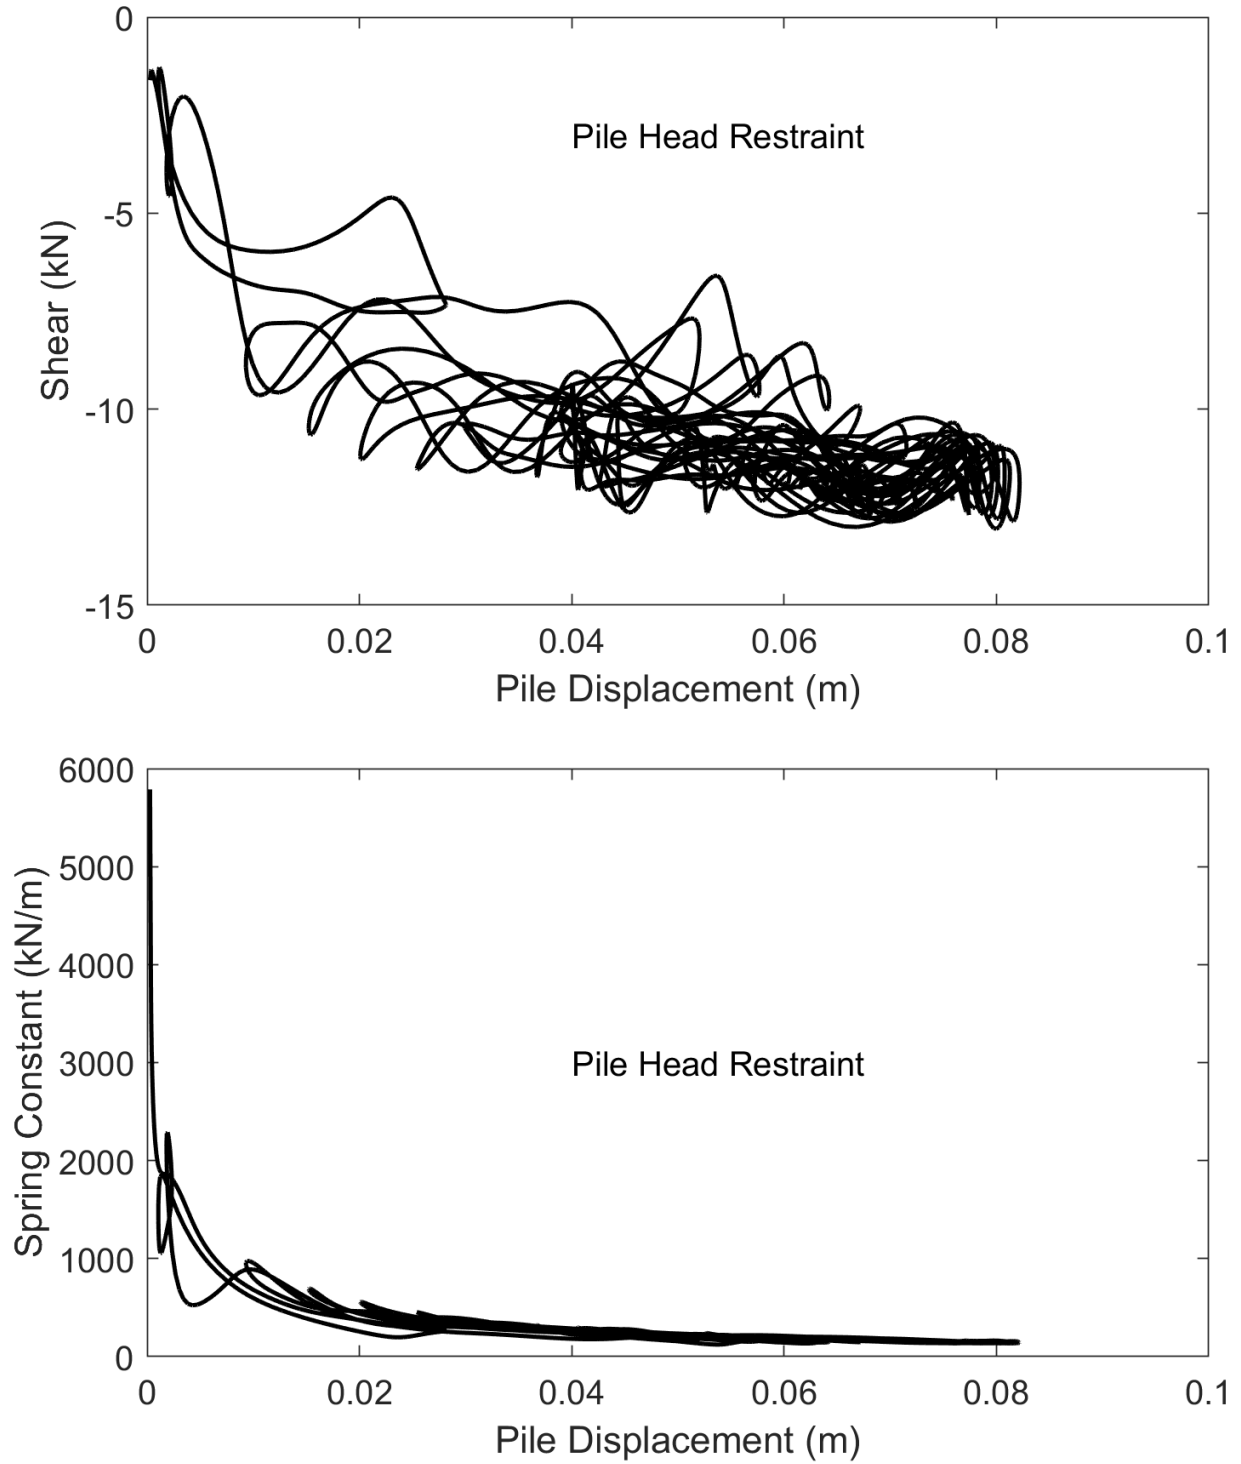 0
-5
-10
-15
Shear (kN)
Pile Head Restraint
0 0.02 0.04 0.06 0.08 0.1
Pile Displacement (m)
6000
5000
4000
3000
2000
1000
0
Spring Constant (kN/m)
Pile Head Restraint
0 0.02 0.04 0.06 0.08 0.1
Pile Displacement (m)